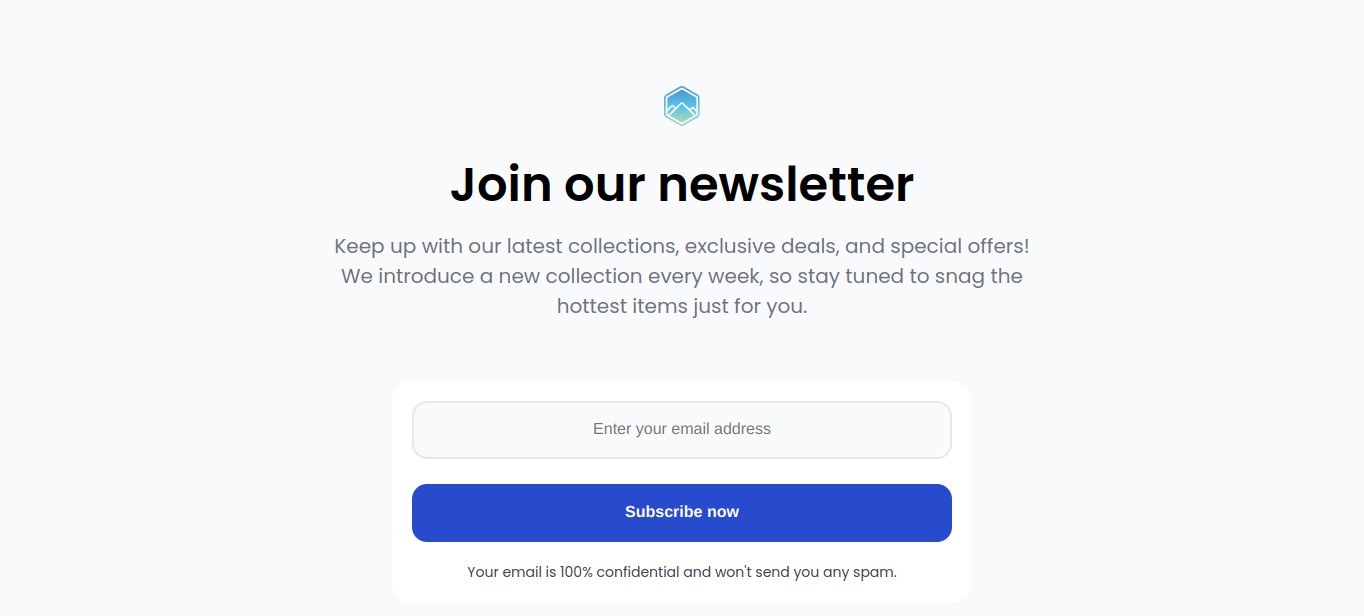 Join our newsletter
Keep up with our latest collections, exclusive deals, and special offers!
We introduce a new collection every week, so stay tuned to snag the
hottest items just for you.
Enter your email address
Subscribe now
Your email is 100% confidential and won't send you any spam.